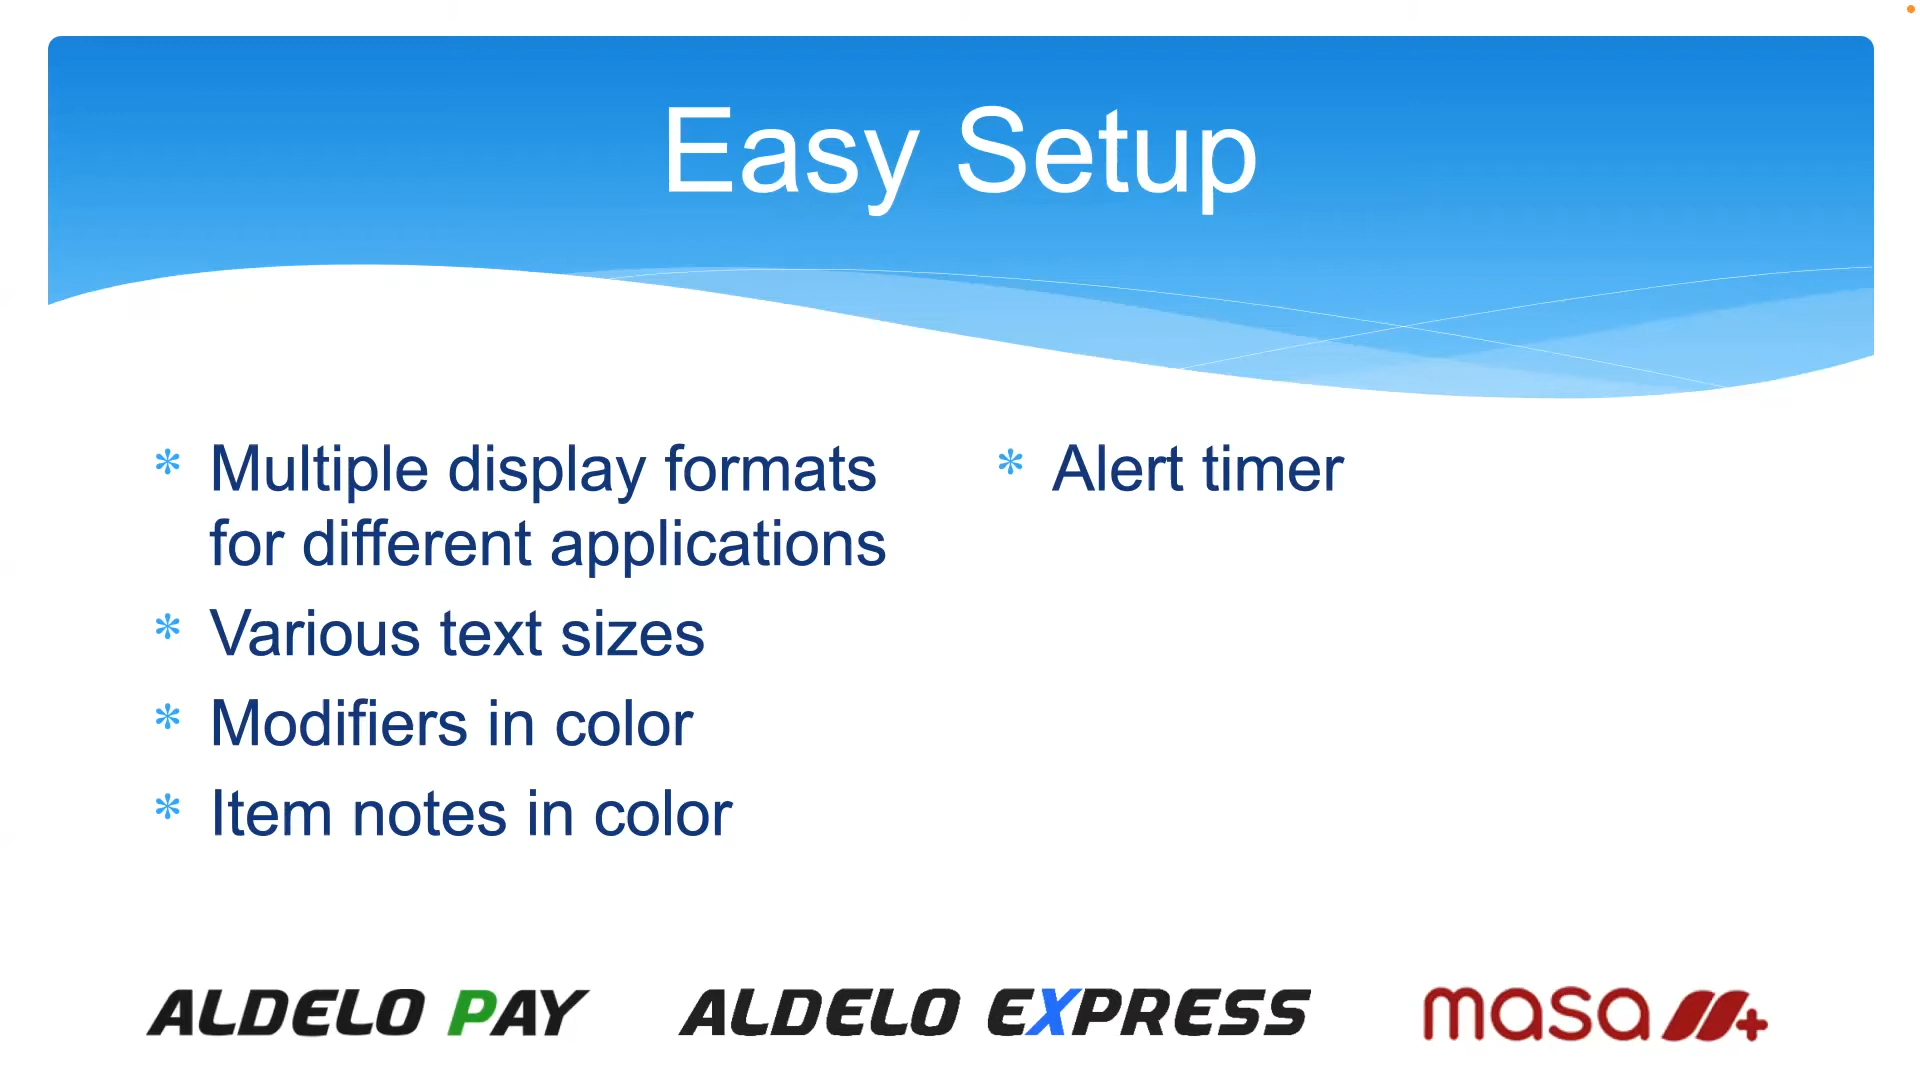 Easy Setup
* Multiple display formats
for different applications
* Various text sizes
* Modifiers in color
* Item notes in color
* Alert timer
ALDELO PAY
ALDELO EXPRESS
masa